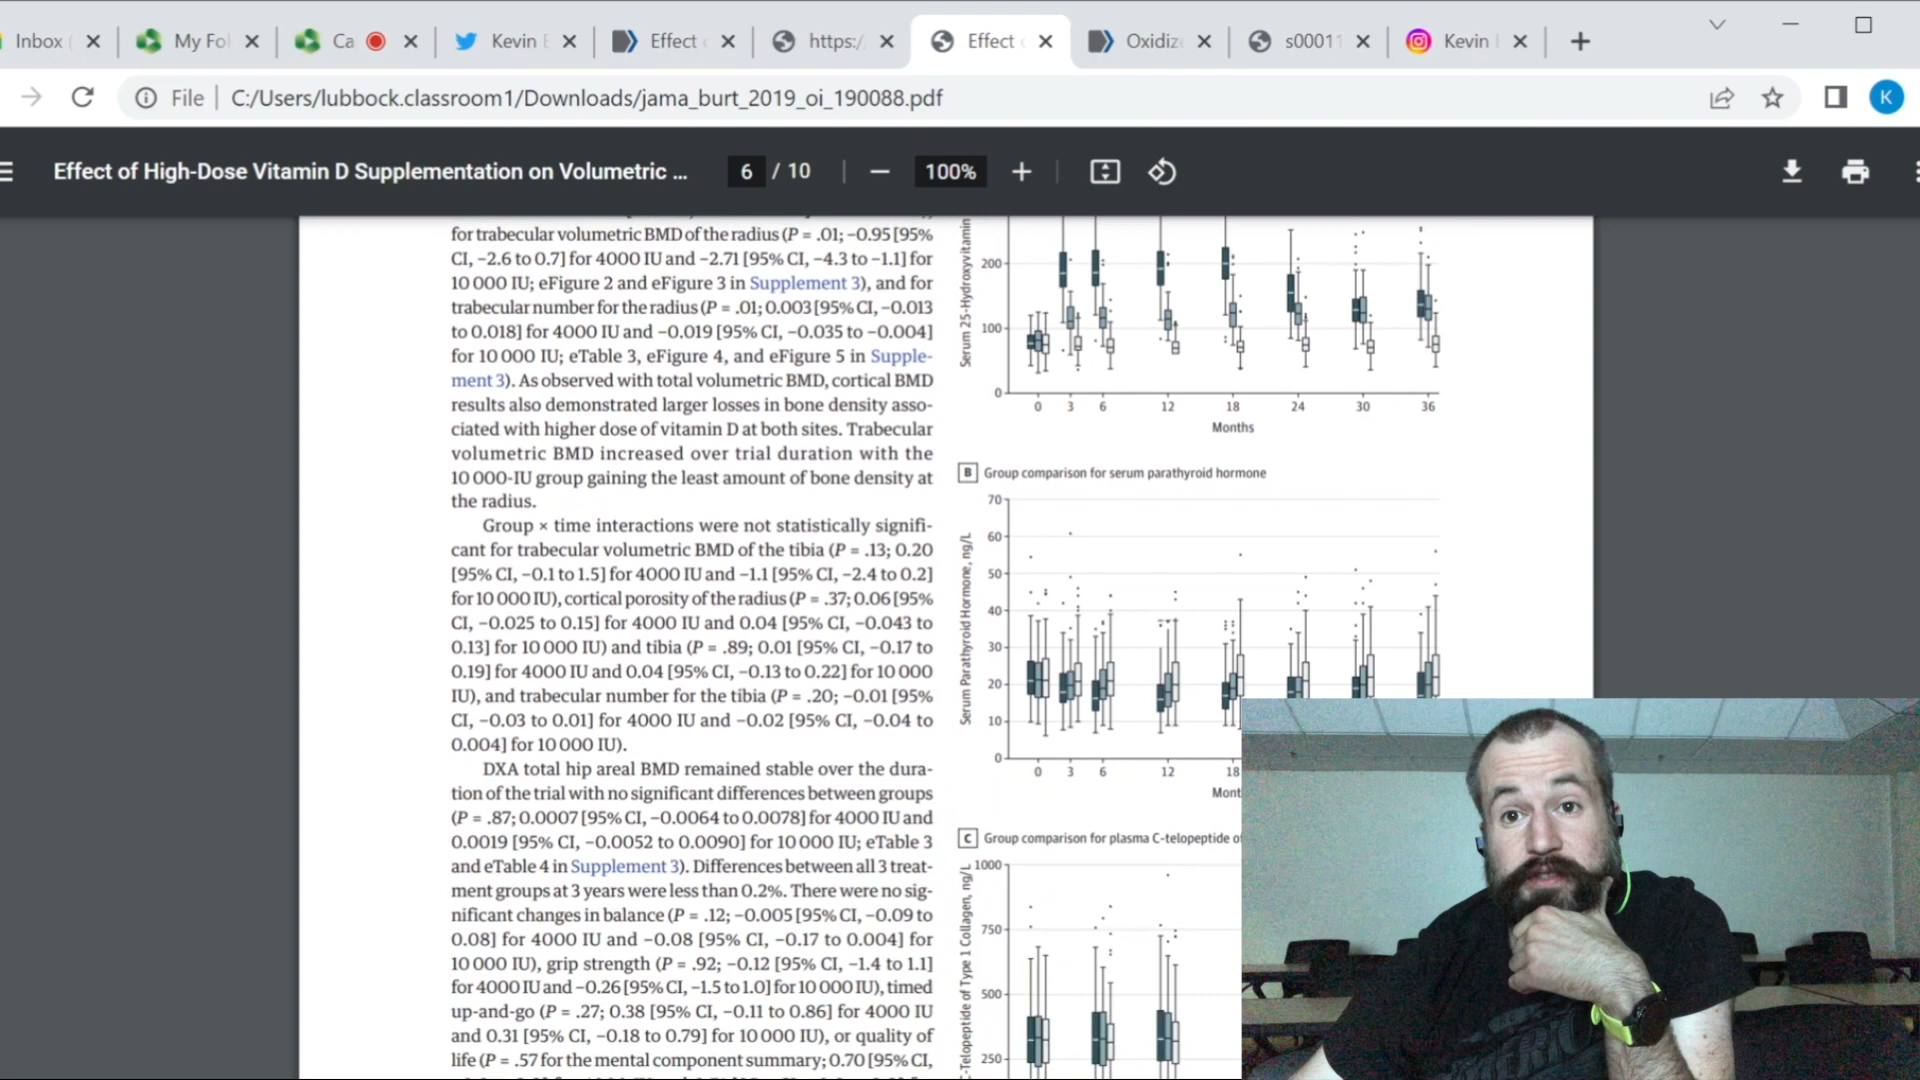 Inbox
My Fol
Ca
Kevin
Effect
https:/
Effect
Oxidiz
s0001
Kevin
File C:/Users/lubbock.classroom1/Downloads/jama_burt_2019_oi_190088.pdf
K
Effect of High-Dose Vitamin D Supplementation on Volumetric ...
6 / 10
100%
for trabecular volumetric BMD of the radius (P = .01; −0.95 [95%
CI, −2.6 to 0.7] for 4000 IU and −2.71 [95% CI, −4.3 to −1.1] for
10 000 IU; eFigure 2 and eFigure 3 in Supplement 3), and for
trabecular number for the radius (P = .01; 0.003 [95% CI, −0.013
to 0.018] for 4000 IU and −0.019 [95% CI, −0.035 to −0.004]
for 10 000 IU; eTable 3, eFigure 4, and eFigure 5 in Supple-
ment 3). As observed with total volumetric BMD, cortical BMD
results also demonstrated larger losses in bone density asso-
ciated with higher dose of vitamin D at both sites. Trabecular
volumetric BMD increased over trial duration with the
10 000-IU group gaining the least amount of bone density at
the radius.
Group × time interactions were not statistically signifi-
cant for trabecular volumetric BMD of the tibia (P = .13; 0.20
[95% CI, −0.1 to 1.5] for 4000 IU and −1.1 [95% CI, −2.4 to 0.2]
for 10 000 IU), cortical porosity of the radius (P = .37; 0.06 [95%
CI, −0.025 to 0.15] for 4000 IU and 0.04 [95% CI, −0.043 to
0.13] for 10 000 IU) and tibia (P = .89; 0.01 [95% CI, −0.17 to
0.19] for 4000 IU and 0.04 [95% CI, −0.13 to 0.22] for 10 000
IU), and trabecular number for the tibia (P = .20; −0.01 [95%
CI, −0.03 to 0.01] for 4000 IU and −0.02 [95% CI, −0.04 to
0.004] for 10 000 IU).
DXA total hip areal BMD remained stable over the dura-
tion of the trial with no significant differences between groups
(P = .87; 0.0007 [95% CI, −0.0064 to 0.0078] for 4000 IU and
0.0019 [95% CI, −0.0052 to 0.0090] for 10 000 IU; eTable 3
and eTable 4 in Supplement 3). Differences between all 3 treat-
ment groups at 3 years were less than 0.2%. There were no sig-
nificant changes in balance (P = .12; −0.005 [95% CI, −0.09 to
0.08] for 4000 IU and −0.08 [95% CI, −0.17 to 0.004] for
10 000 IU), grip strength (P = .92; −0.12 [95% CI, −1.4 to 1.1]
for 4000 IU and −0.26 [95% CI, −1.5 to 1.0] for 10 000 IU), timed
up-and-go (P = .27; 0.38 [95% CI, −0.11 to 0.86] for 4000 IU
and 0.31 [95% CI, −0.18 to 0.79] for 10 000 IU), or quality of
life (P = .57 for the mental component summary; 0.70 [95% CI,
Serum 25-Hydroxyvitamin
200
100
0
0 3 6 12 18 24 30 36
Months
B Group comparison for serum parathyroid hormone
Serum Parathyroid Hormone, ng/L
70
60
50
40
30
20
10
0
0 3 6 12 18
Mont
C Group comparison for plasma C-telopeptide of
C-Telopeptide of Type 1 Collagen, ng/L
1000
750
500
250